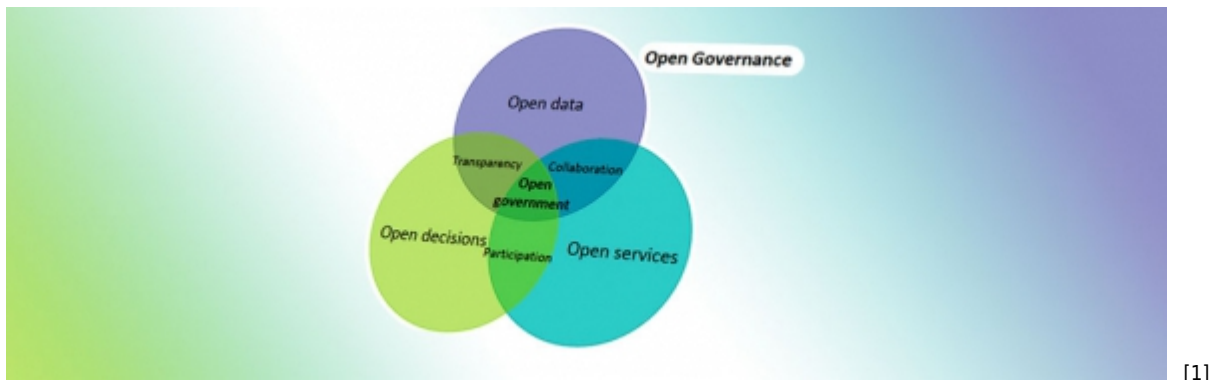 Open Governance
Open data
Transparency
Collaboration
Open
government
Open decisions
Participation
Open services
[1]